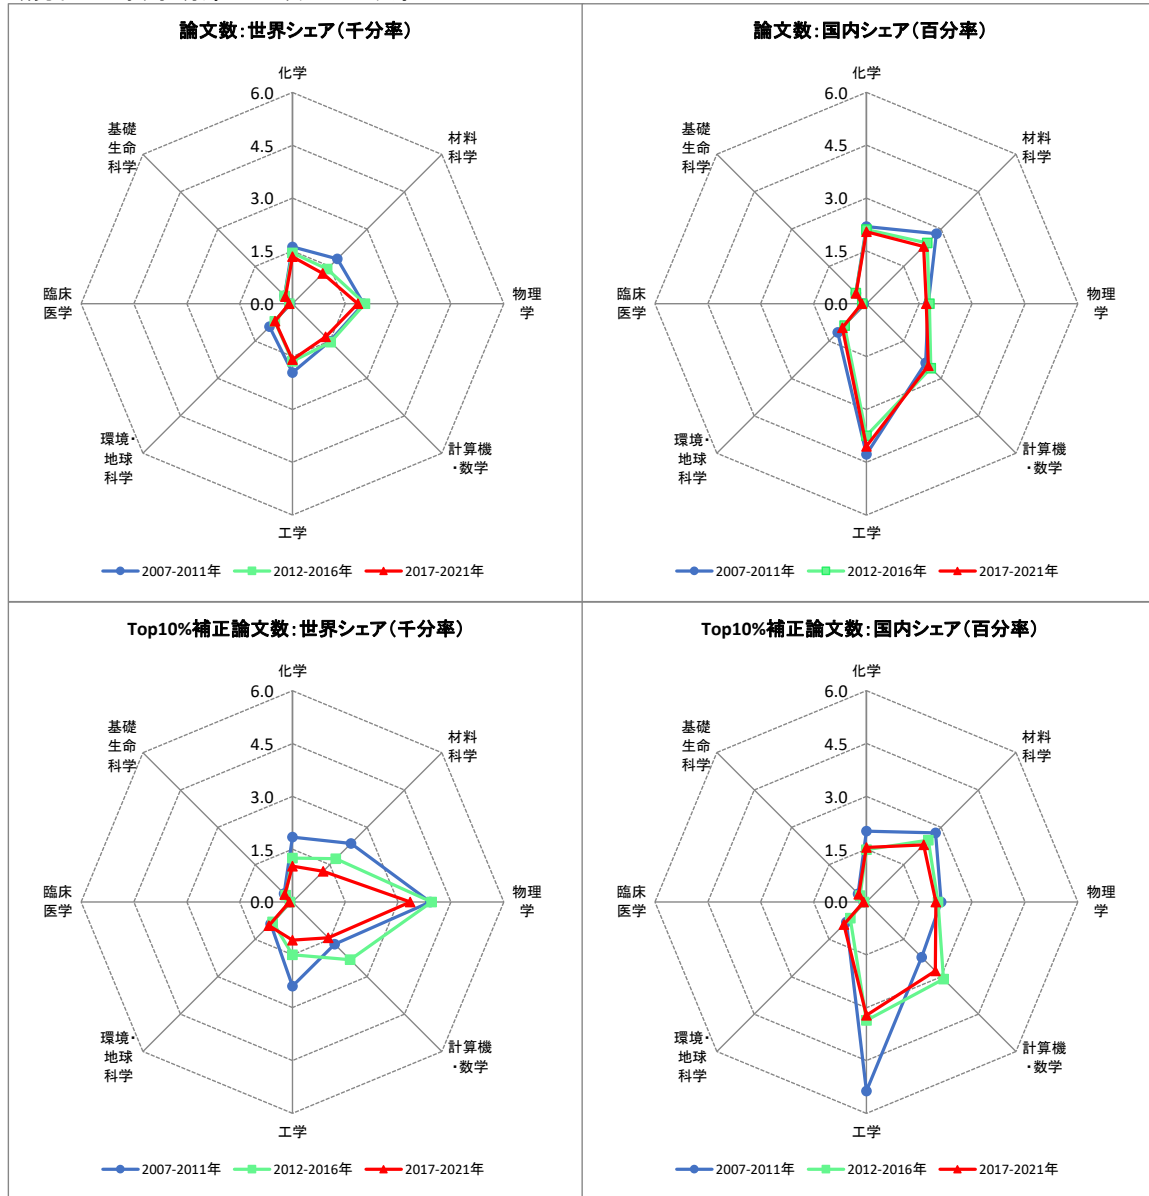 論文数：世界シェア（千分率）
化学
6.0
4.5
3.0
1.5
0.0
材料
科学
物理
学
計算機
・数学
工学
環境・
地球
科学
臨床
医学
基礎
生命
科学
2007-2011年
2012-2016年
2017-2021年
論文数：国内シェア（百分率）
化学
6.0
4.5
3.0
1.5
0.0
材料
科学
物理
学
計算機
・数学
工学
環境・
地球
科学
臨床
医学
基礎
生命
科学
2007-2011年
2012-2016年
2017-2021年
Top10%補正論文数：世界シェア（千分率）
化学
6.0
4.5
3.0
1.5
0.0
材料
科学
物理
学
計算機
・数学
工学
環境・
地球
科学
臨床
医学
基礎
生命
科学
2007-2011年
2012-2016年
2017-2021年
Top10%補正論文数：国内シェア（百分率）
化学
6.0
4.5
3.0
1.5
0.0
材料
科学
物理
学
計算機
・数学
工学
環境・
地球
科学
臨床
医学
基礎
生命
科学
2007-2011年
2012-2016年
2017-2021年